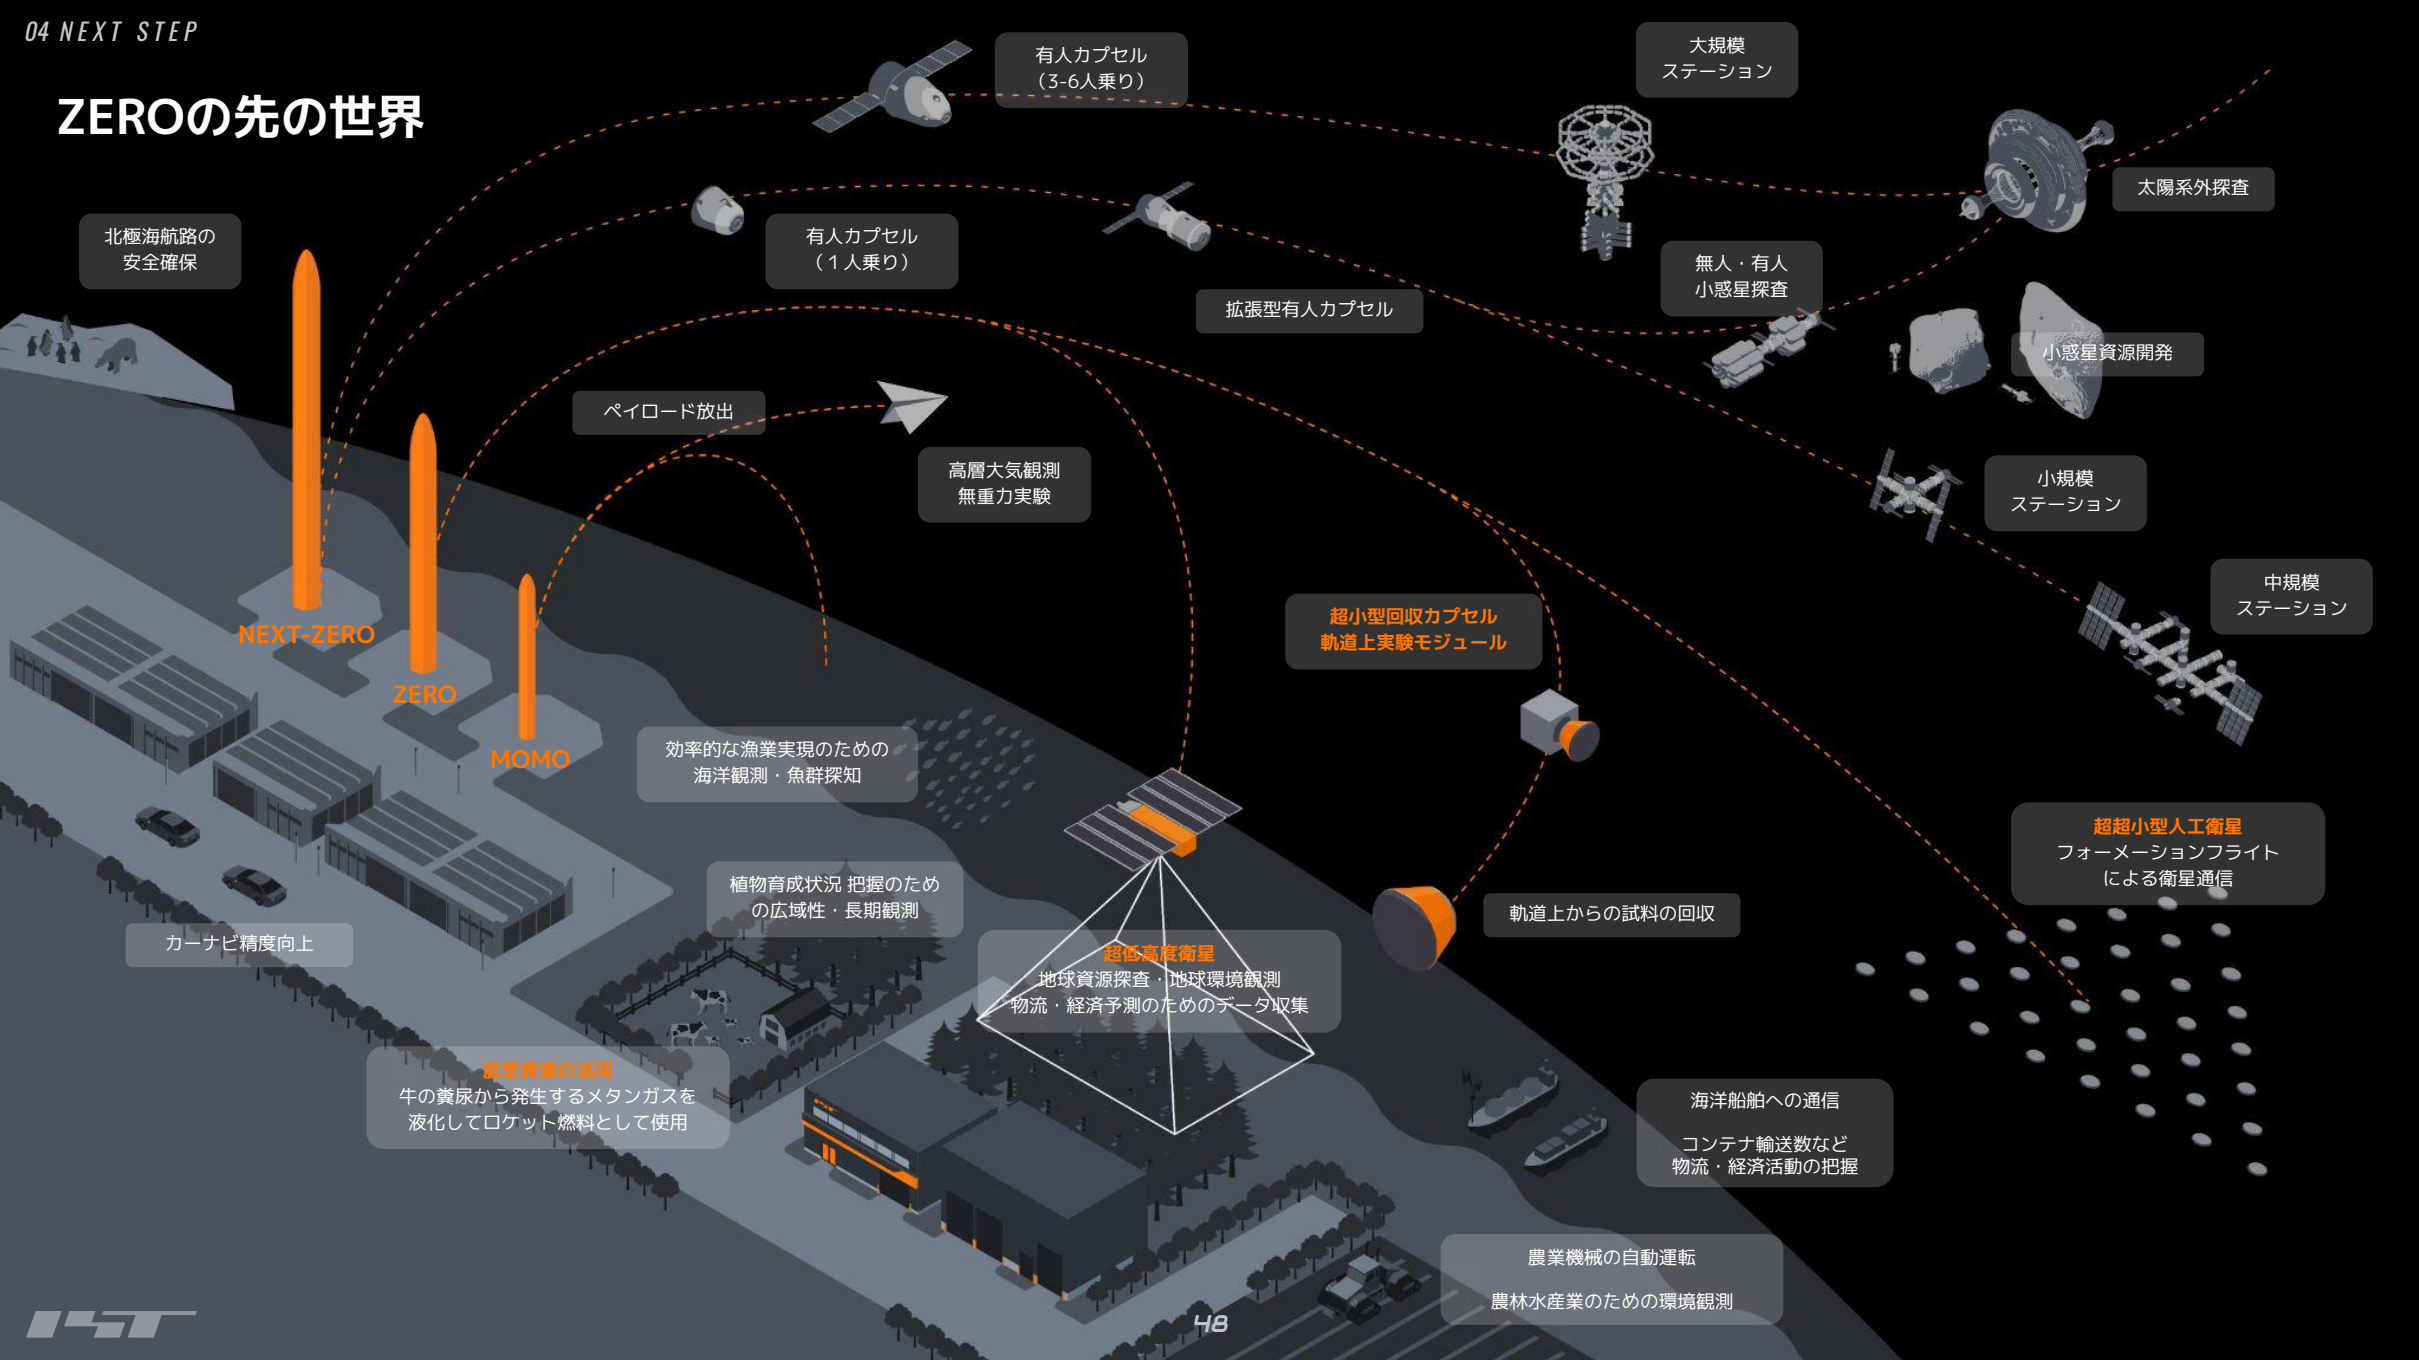 04 NEXT STEP
ZEROの先の世界
有人カプセル
（3-6人乗り）
大規模
ステーション
太陽系外探査
北極海航路の
安全確保
有人カプセル
（１人乗り）
無人・有人
小惑星探査
拡張型有人カプセル
小惑星資源開発
ペイロード放出
高層大気観測
無重力実験
小規模
ステーション
中規模
ステーション
超小型回収カプセル
軌道上実験モジュール
NEXT-ZERO
ZERO
MOMO
効率的な漁業実現のための
海洋観測・魚群探知
超超小型人工衛星
フォーメーションフライト
による衛星通信
植物育成状況 把握のため
の広域性・長期観測
軌道上からの試料の回収
カーナビ精度向上
超低高度衛星
地球資源探査・地球環境観測
物流・経済予測のためのデータ収集
農業資源の活用
牛の糞尿から発生するメタンガスを
液化してロケット燃料として使用
海洋船舶への通信
コンテナ輸送数など
物流・経済活動の把握
農業機械の自動運転
農林水産業のための環境観測
IST
48